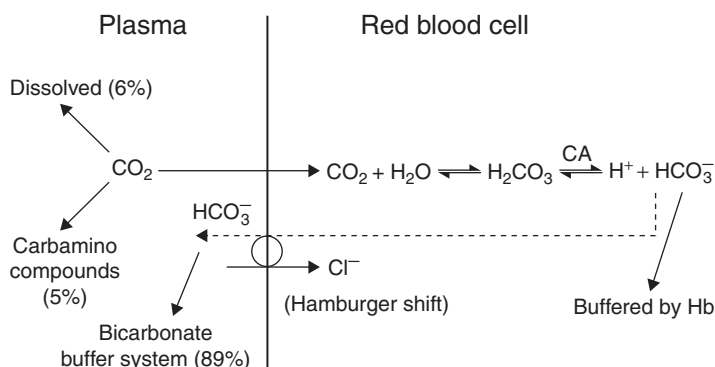 Plasma
Red blood cell
Dissolved (6%)
CO₂
CO₂ + H₂O ⇌ H₂CO₃ ⇌ H⁺ + HCO₃⁻
CA
HCO₃⁻
Carbamino
compounds
(5%)
Cl⁻
(Hamburger shift)
Buffered by Hb
Bicarbonate
buffer system (89%)